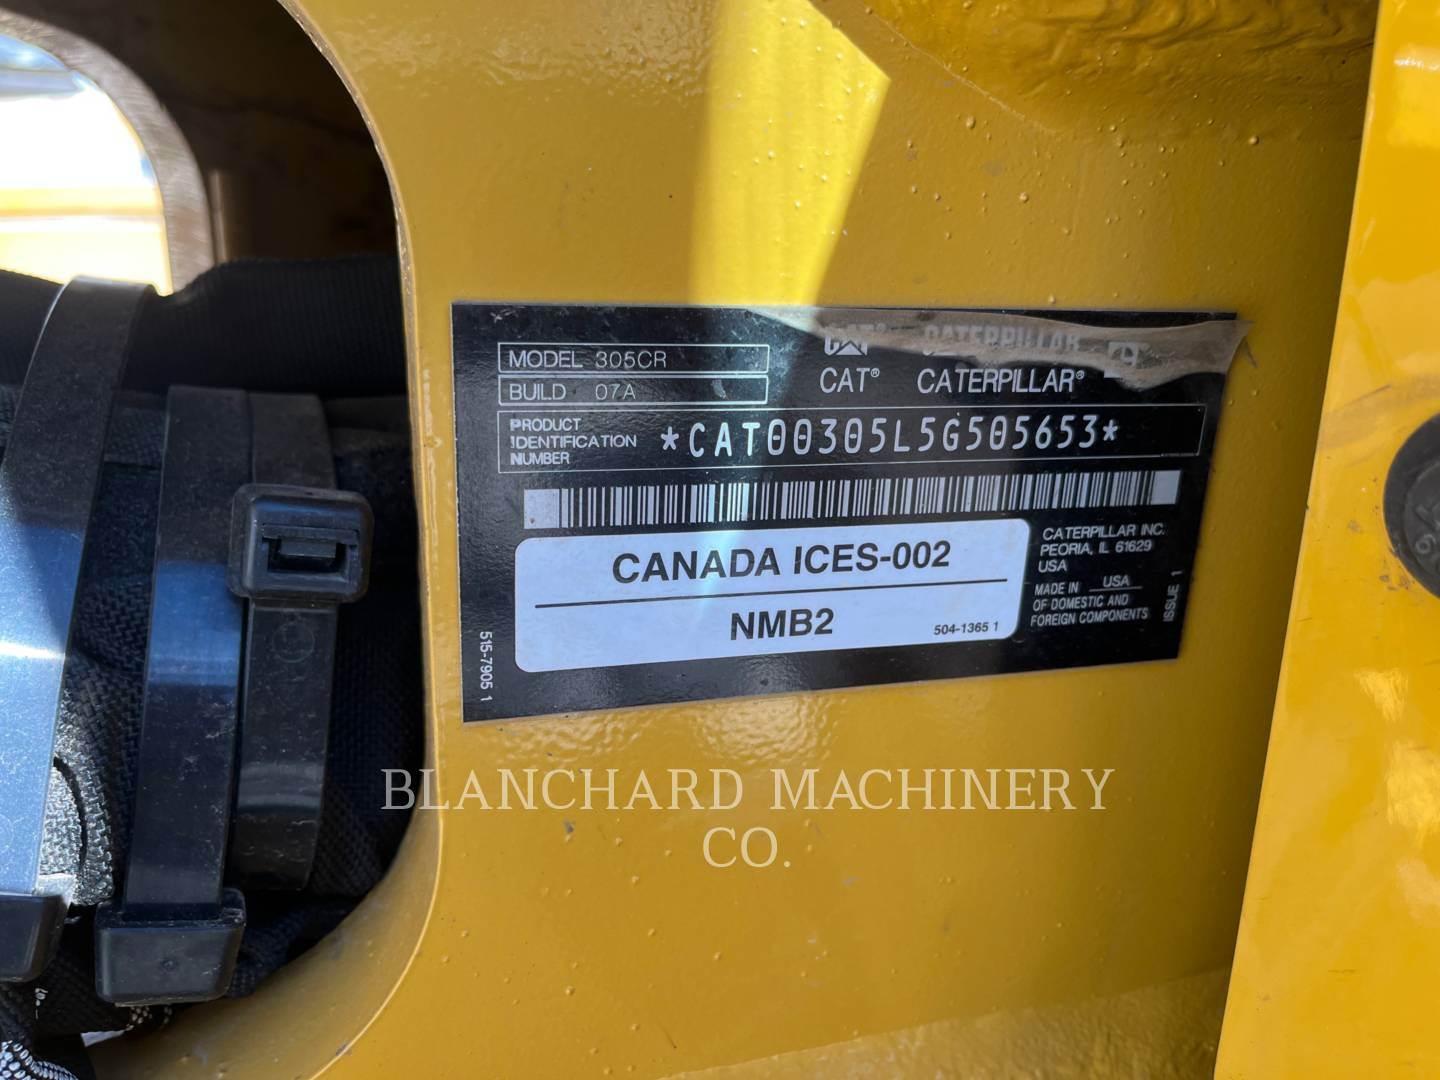 MODEL 305CR
BUILD 07A
CAT® CATERPILLAR
CAT® CATERPILLAR®
PRODUCT
IDENTIFICATION
NUMBER
*CAT00305L5G505653*
CANADA ICES-002
NMB2
504-1365 1
CATERPILLAR INC.
PEORIA, IL 61629
USA
MADE IN USA
OF DOMESTIC AND
FOREIGN COMPONENTS
ISSUE 1
515-7905 1
BLANCHARD MACHINERY
CO.